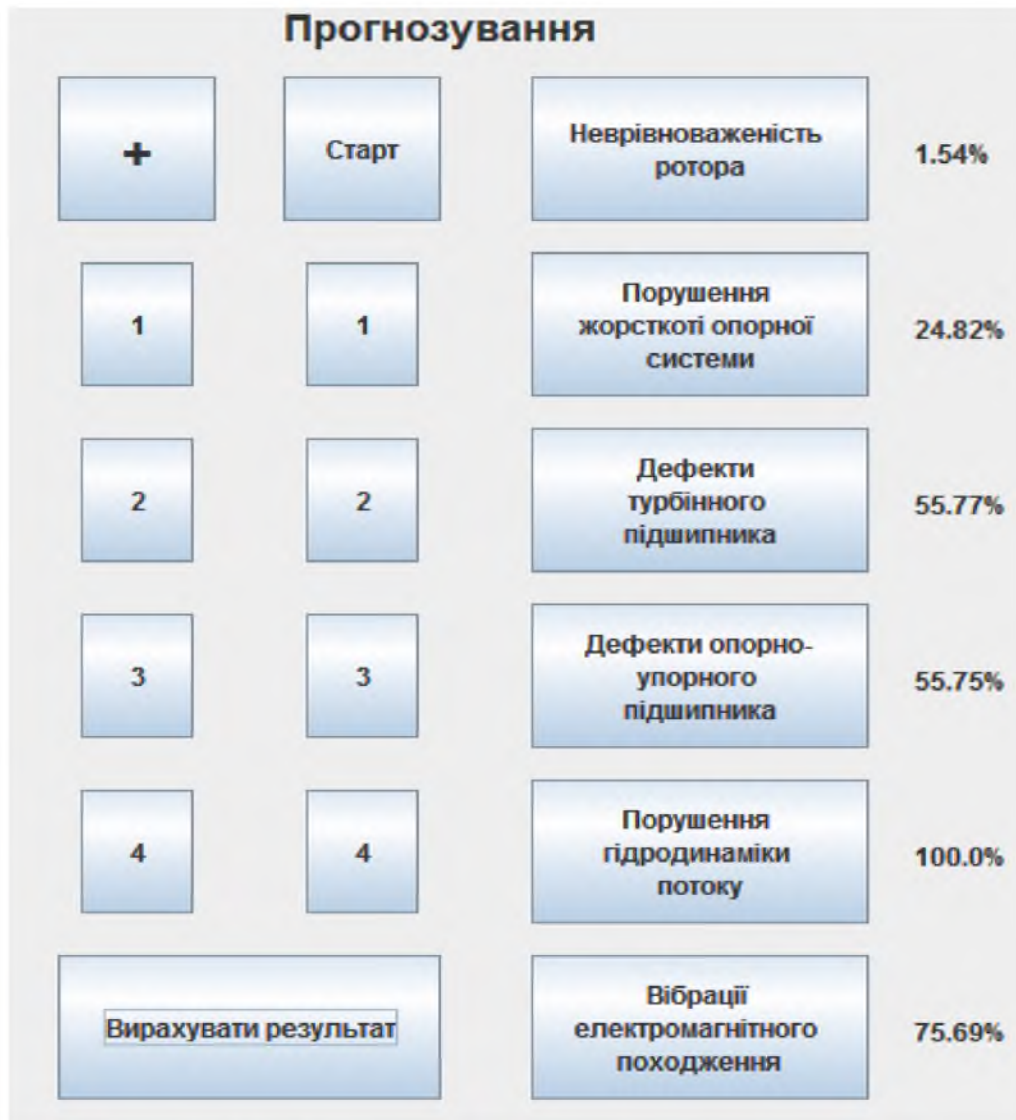 Прогнозування
+
Старт
Неврівноваженість
ротора
1.54%
1
1
Порушення
жорсткоті опорної
системи
24.82%
2
2
Дефекти
турбінного
підшипника
55.77%
3
3
Дефекти опорно-
упорного
підшипника
55.75%
4
4
Порушення
гідродинаміки
потоку
100.0%
Вирахувати результат
Вібрації
електромагнітного
походження
75.69%